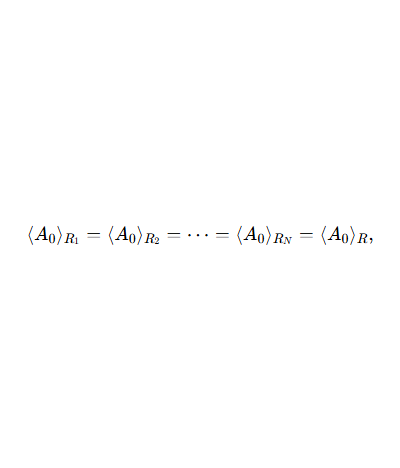 ⟨A₀⟩_{R₁} = ⟨A₀⟩_{R₂} = ⋯ = ⟨A₀⟩_{R_N} = ⟨A₀⟩_R,